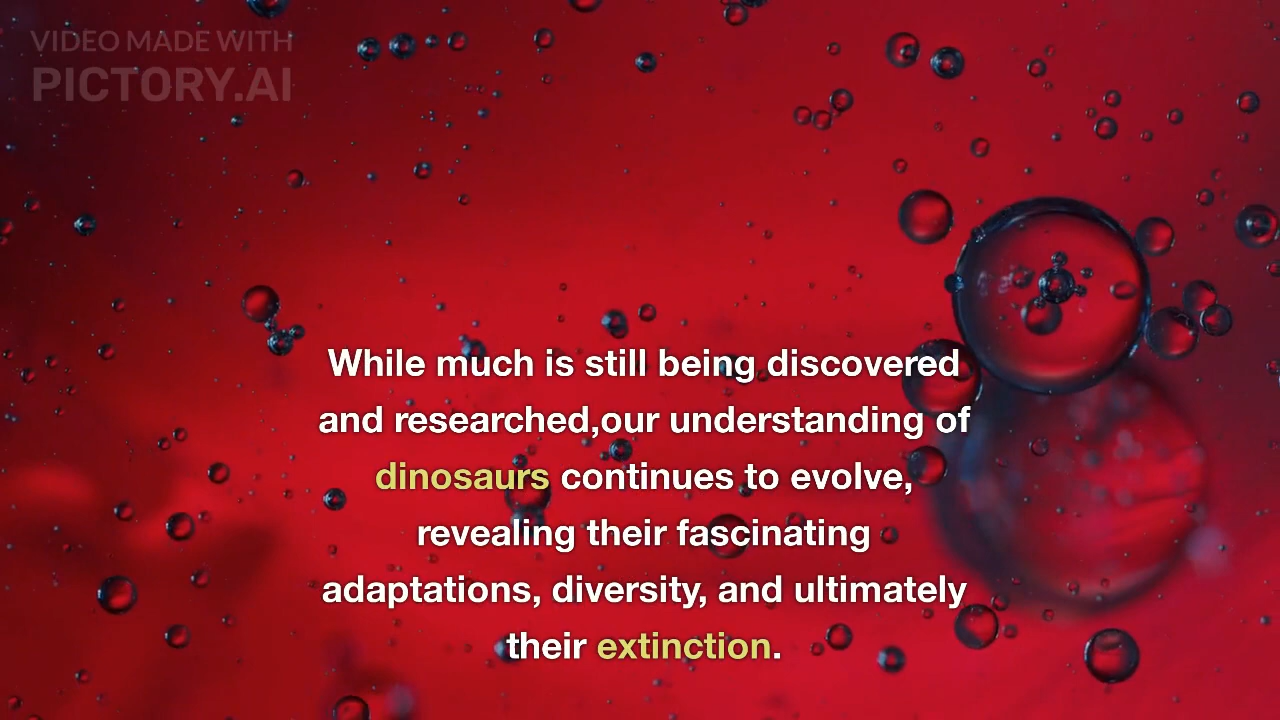 VIDEO MADE WITH
PICTORY.AI
While much is still being discovered
and researched,our understanding of
dinosaurs continues to evolve,
revealing their fascinating
adaptations, diversity, and ultimately
their extinction.